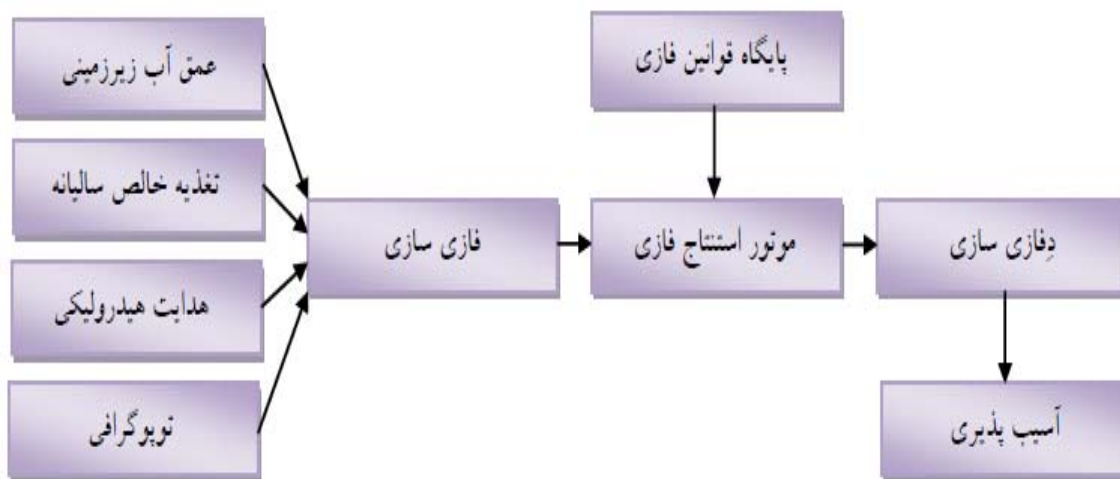 عمق آب زیرزمینی
تغذیه خالص سالیانه
هدایت هیدرولیکی
توپوگرافی
فازی سازی
پایگاه قوانین فازی
موتور استنتاج فازی
دِفازی سازی
آسیب پذیری